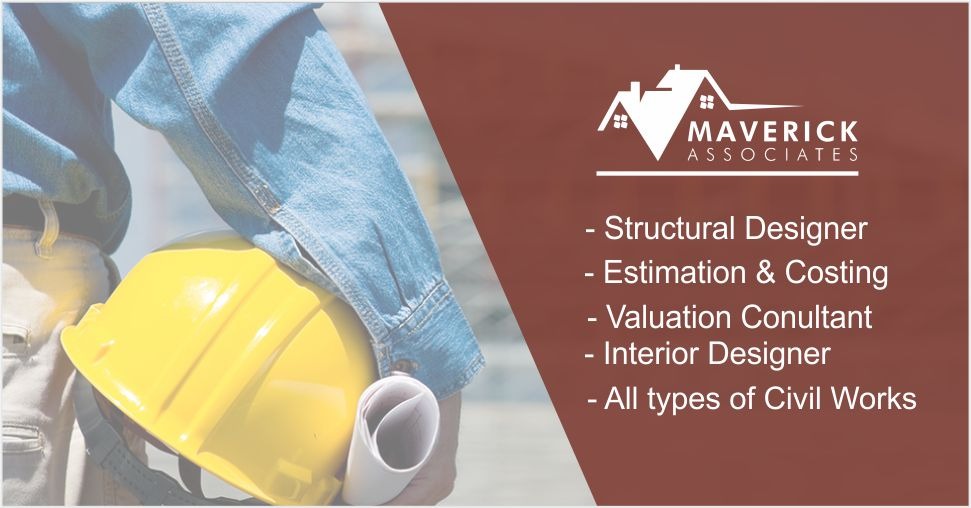 MAVERICK
ASSOCIATES
- Structural Designer
- Estimation & Costing
- Valuation Conultant
- Interior Designer
- All types of Civil Works